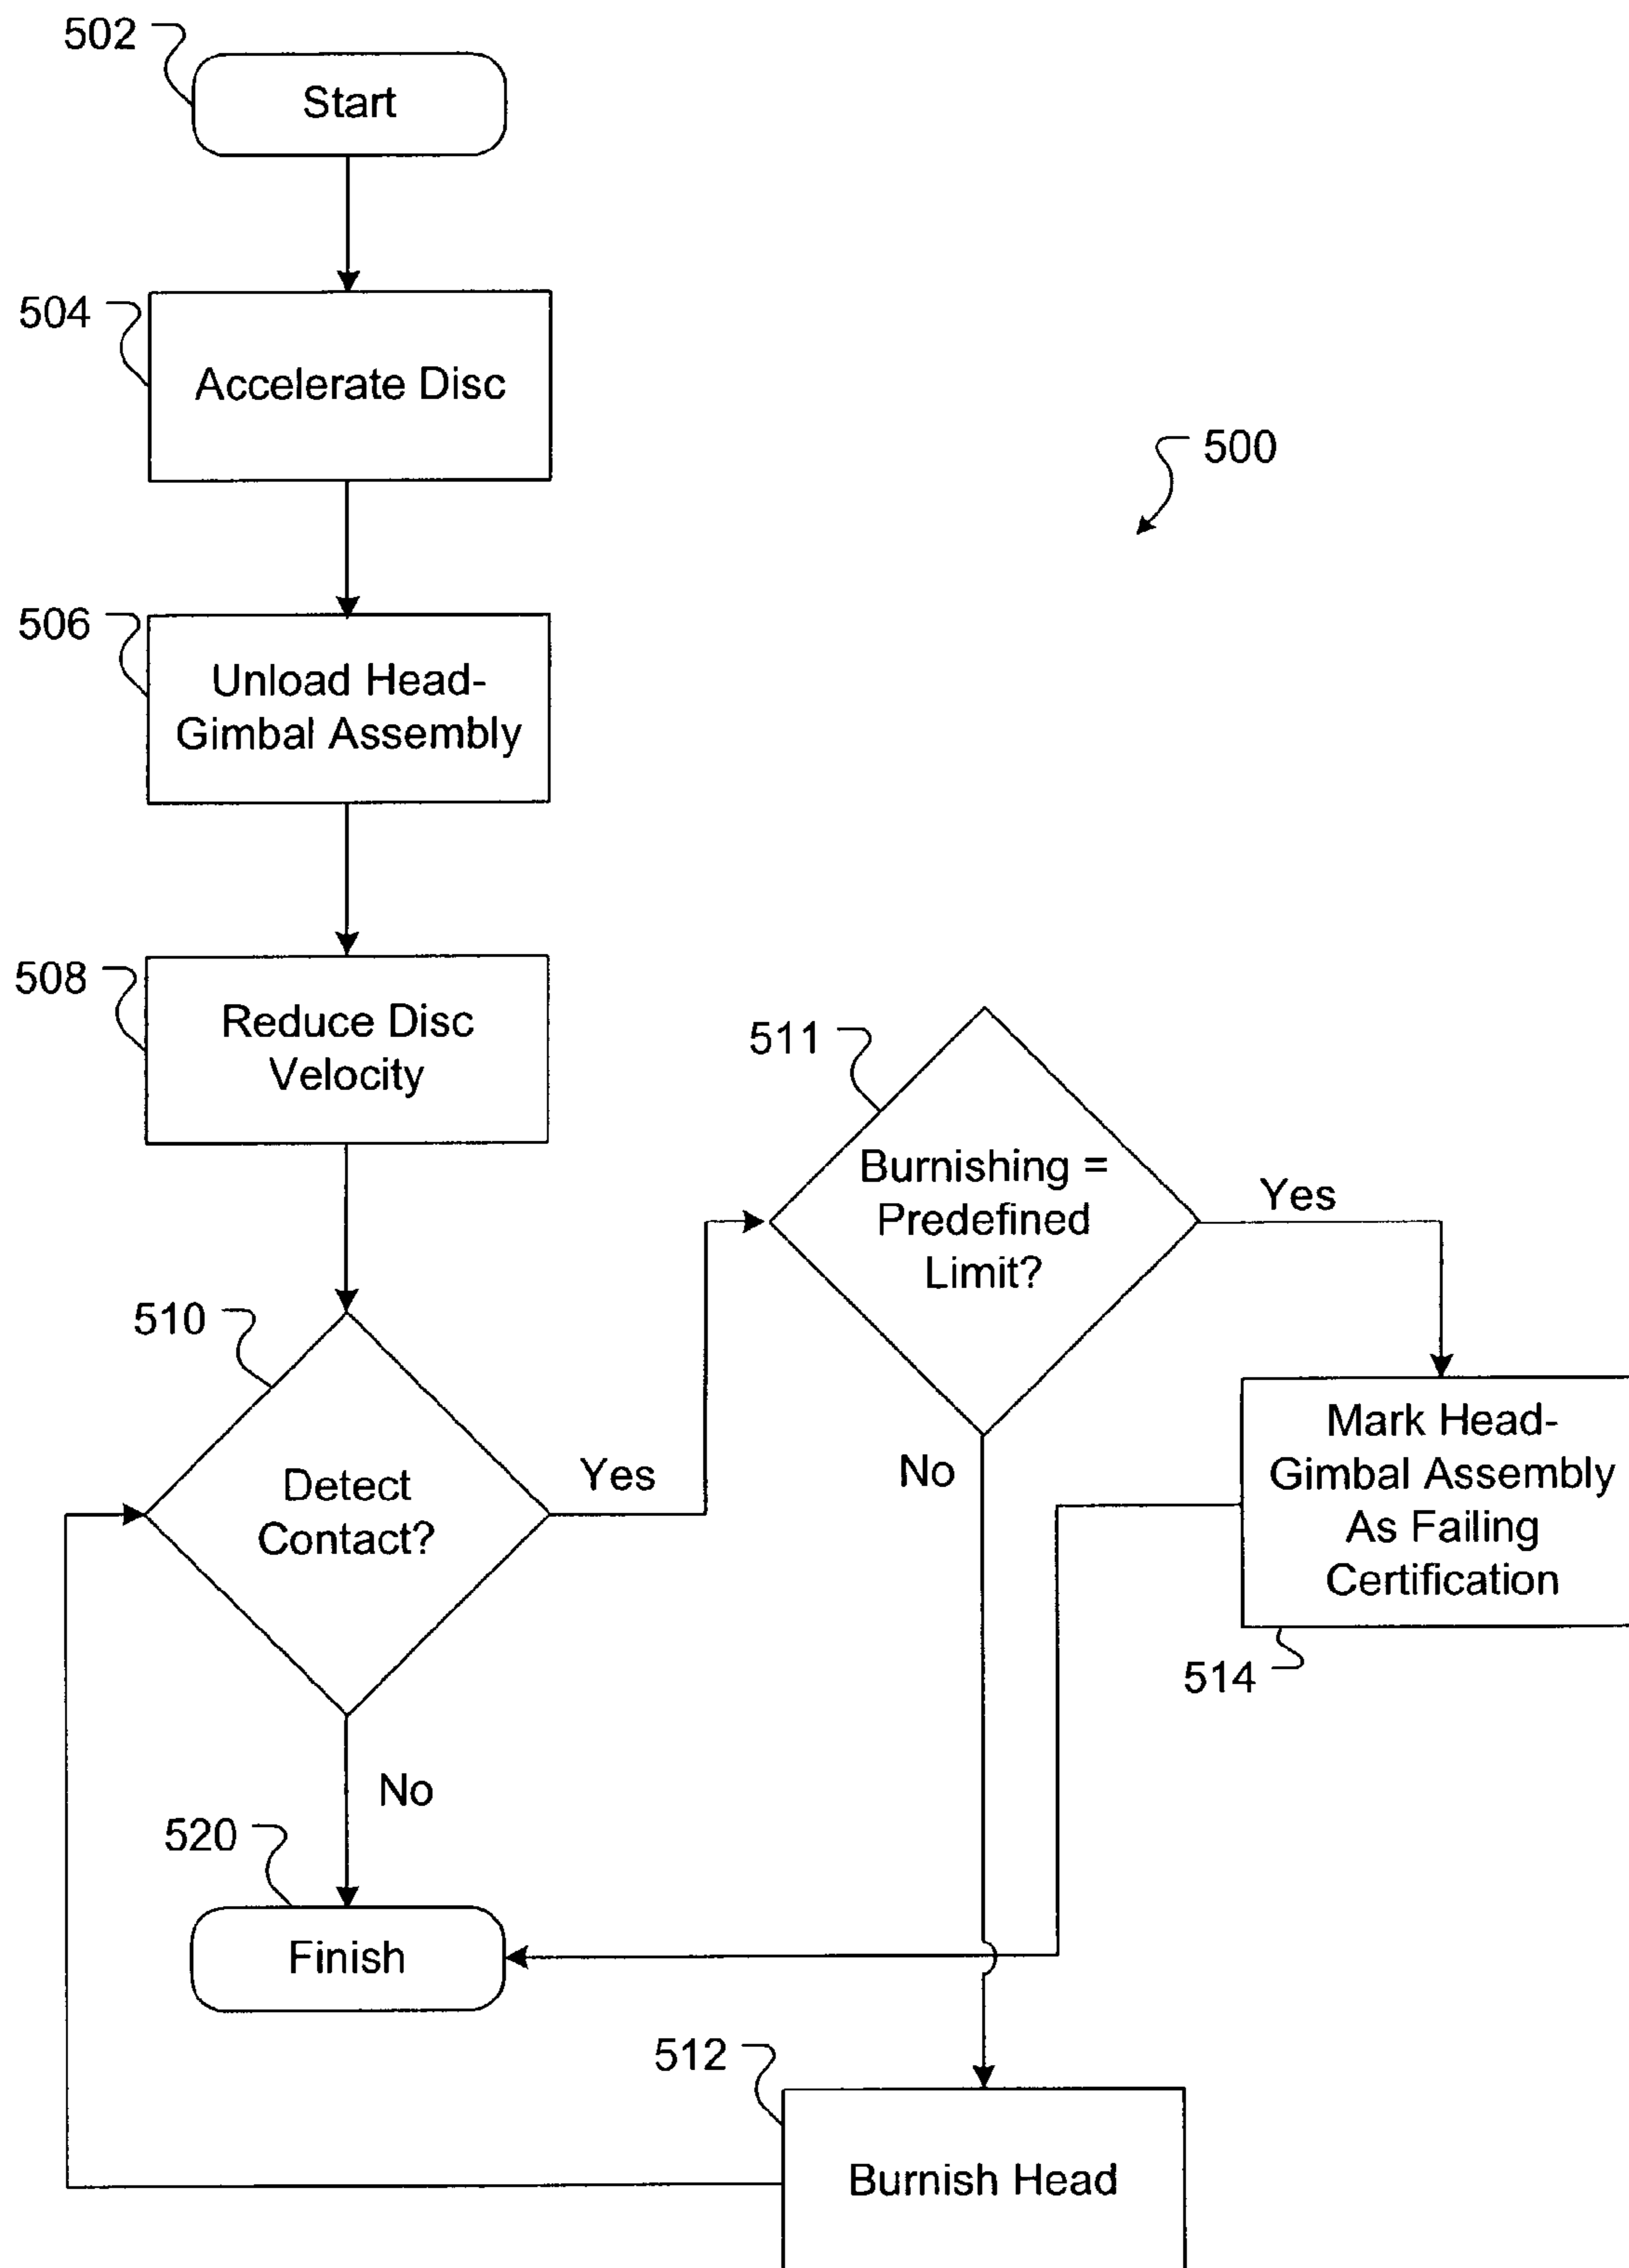 502
Start
504
Accelerate Disc
500
506
Unload Head-
Gimbal Assembly
508
Reduce Disc
Velocity
511
Burnishing =
Predefined
Limit?
Yes
510
Detect
Contact?
Yes
No
Mark Head-
Gimbal Assembly
As Failing
Certification
514
No
520
Finish
512
Burnish Head